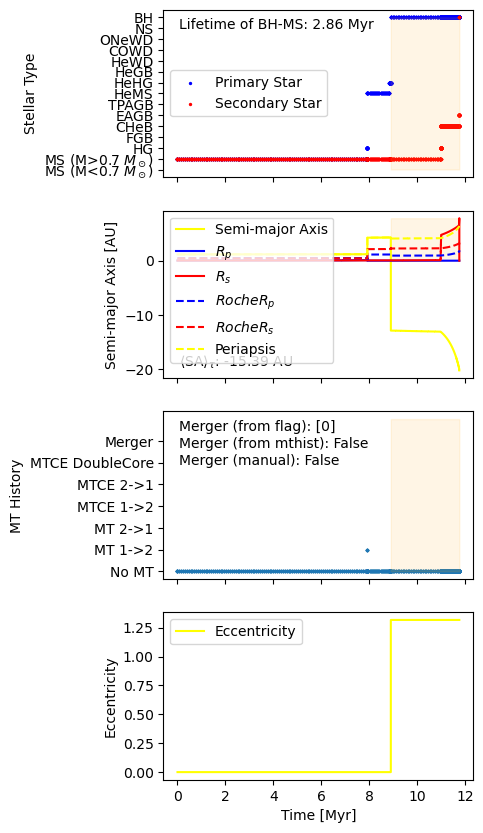 Lifetime of BH-MS: 2.86 Myr
Stellar Type
BH
NS
ONeWD
COWD
HeWD
HeGB
HeHG
HeMS
TPAGB
EAGB
CHeB
FGB
HG
MS (M>0.7 M⊙)
MS (M<0.7 M⊙)
Primary Star
Secondary Star
Semi-major Axis [AU]
0
−10
−20
Semi-major Axis
R_p
R_s
RocheR_p
RocheR_s
Periapsis
⟨SA⟩_t: -15.39 AU
MT History
Merger
MTCE DoubleCore
MTCE 2->1
MTCE 1->2
MT 2->1
MT 1->2
No MT
Merger (from flag): [0]
Merger (from mthist): False
Merger (manual): False
Eccentricity
1.25
1.00
0.75
0.50
0.25
0.00
Eccentricity
0 2 4 6 8 10 12
Time [Myr]